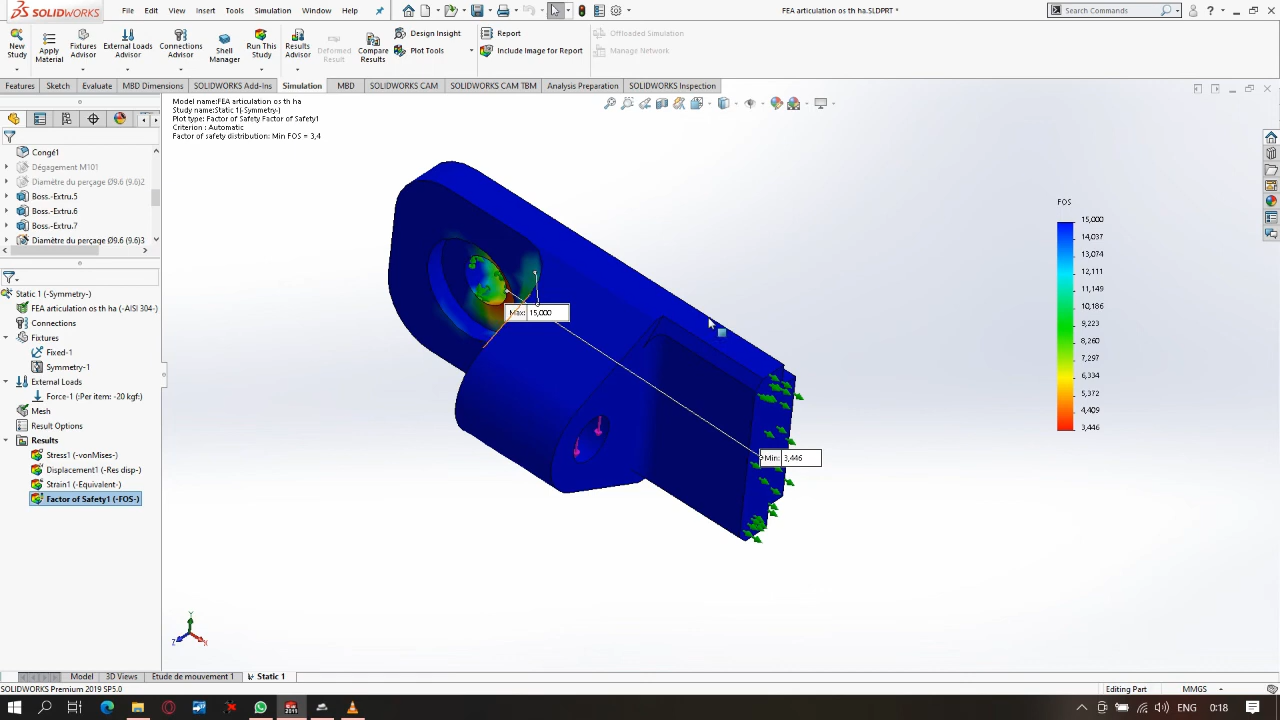 SOLIDWORKS
File Edit View Insert Tools Simulation Window Help
FEA articulation os th ha.SLDPRT *
Search Commands
New Study
Apply Material
Fixtures Advisor
External Loads Advisor
Connections Advisor
Shell Manager
Run This Study
Results Advisor
Deformed Result
Compare Results
Design Insight
Plot Tools
Report
Include Image for Report
Offloaded Simulation
Manage Network
Features Sketch Evaluate MBD Dimensions SOLIDWORKS Add-Ins Simulation MBD SOLIDWORKS CAM SOLIDWORKS CAM TBM Analysis Preparation SOLIDWORKS Inspection
Model name:FEA articulation os th ha
Study name:Static 1(-Symmetry-)
Plot type: Factor of Safety Factor of Safety1
Criterion : Automatic
Factor of safety distribution: Min FOS = 3,4
Congé1
Dégagement M101
Diamètre du perçage Ø9.6 (9.6)2
Boss.-Extru.5
Boss.-Extru.6
Boss.-Extru.7
Diamètre du perçage Ø9.6 (9.6)3
Static 1 (-Symmetry-)
FEA articulation os th ha (-AISI 304-)
Connections
Fixtures
Fixed-1
Symmetry-1
External Loads
Force-1 (:Per item: -20 kgf:)
Mesh
Result Options
Results
Stress1 (-vonMises-)
Displacement1 (-Res disp-)
Strain1 (-Equivalent-)
Factor of Safety1 (-FOS-)
Max: 15,000
Min: 3,446
FOS
15,000
14,037
13,074
12,111
11,149
10,186
9,223
8,260
7,297
6,334
5,372
4,409
3,446
Y
Z
X
Model 3D Views Etude de mouvement 1 Static 1
SOLIDWORKS Premium 2019 SP5.0
Editing Part
MMGS
2019
ENG
0:18